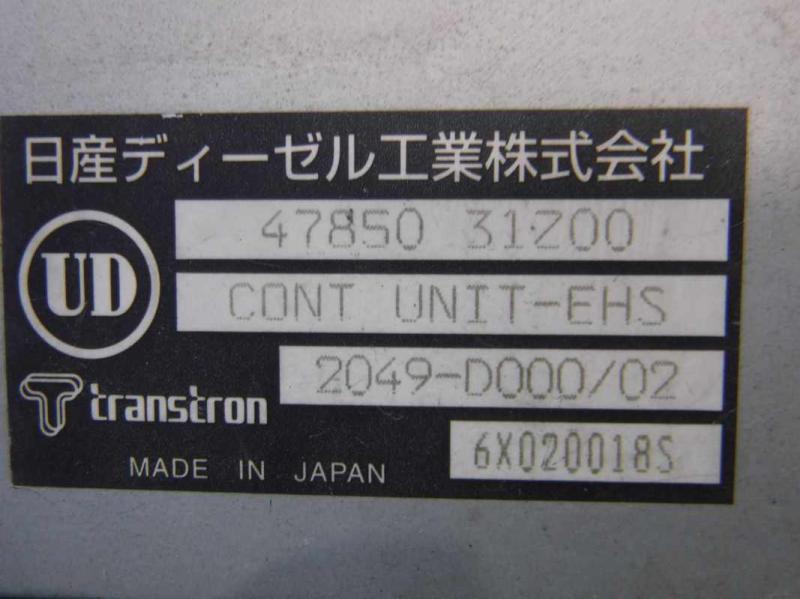 日産ディーゼル工業株式会社
47850 31Z00
UD
CONT UNIT-EHS
2049-D000/02
transtron
6X020018S
MADE IN JAPAN